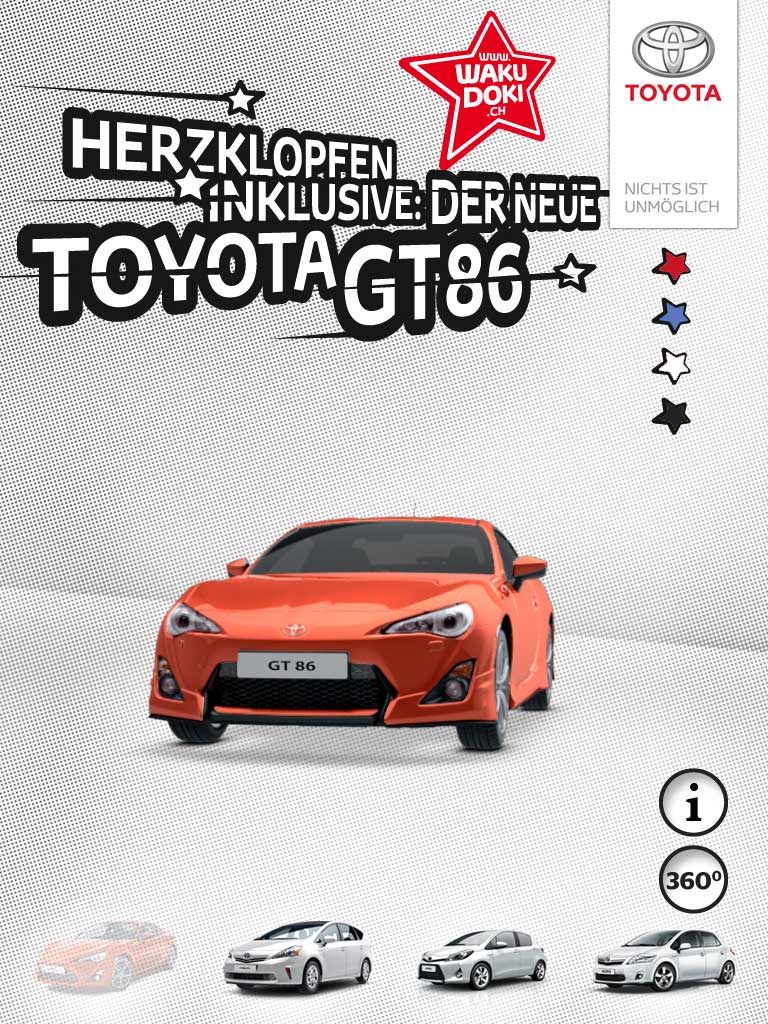 WWW.
WAKU
DOKI
.CH
TOYOTA
NICHTS IST
UNMÖGLICH
HERZKLOPFEN
INKLUSIVE: DER NEUE
TOYOTA GT86
GT 86
i
360°